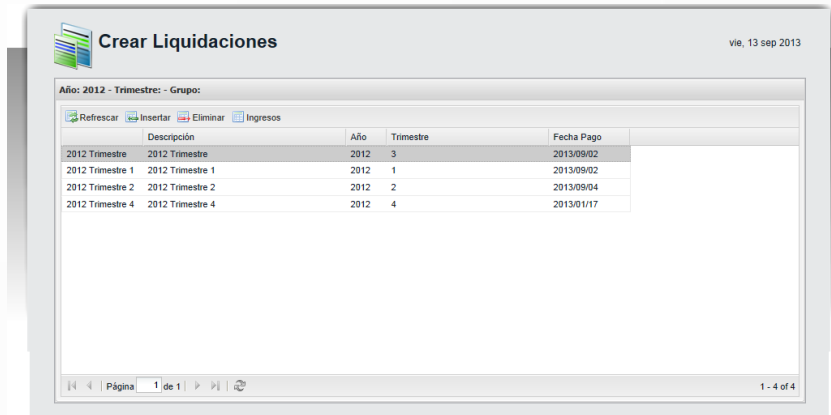 Crear Liquidaciones
vie, 13 sep 2013
Año: 2012 - Trimestre: - Grupo:
Refrescar Insertar Eliminar Ingresos
Descripción Año Trimestre Fecha Pago
2012 Trimestre 2012 Trimestre 2012 3 2013/09/02
2012 Trimestre 1 2012 Trimestre 1 2012 1 2013/09/02
2012 Trimestre 2 2012 Trimestre 2 2012 2 2013/09/04
2012 Trimestre 4 2012 Trimestre 4 2012 4 2013/01/17
Página 1 de 1 1 - 4 of 4